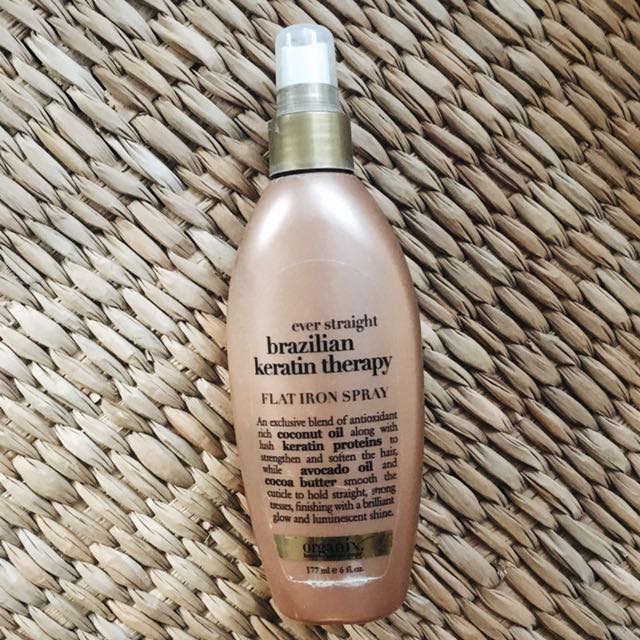 ever straight
brazilian
keratin therapy
FLAT IRON SPRAY
An exclusive blend of antioxidant
rich coconut oil along with
lush keratin proteins to
strengthen and soften the hair,
while avocado oil and
cocoa butter smooth the
cuticle to hold straight, strong
tresses, finishing with a brilliant
glow and luminescent shine.
organix
177 ml e 6 fl oz.